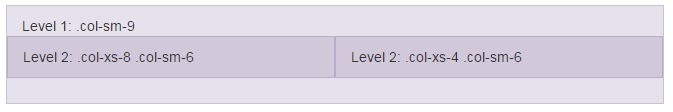 Level 1: .col-sm-9
Level 2: .col-xs-8 .col-sm-6
Level 2: .col-xs-4 .col-sm-6